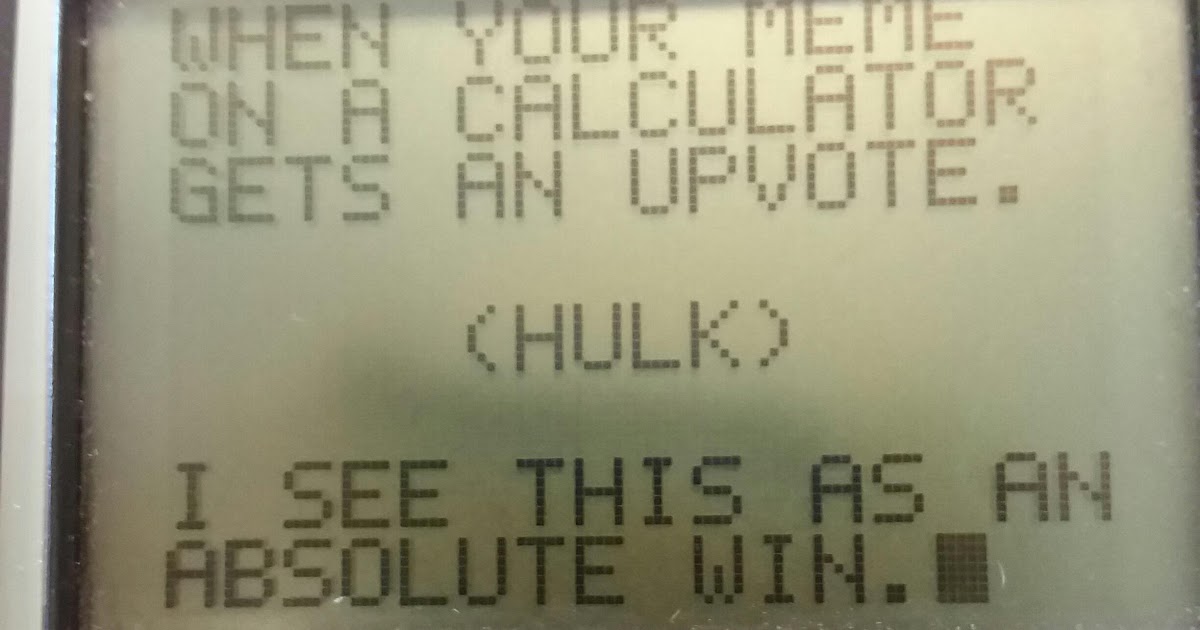 WHEN YOUR MEME
ON A CALCULATOR
GETS AN UPVOTE.
(HULK)
I SEE THIS AS AN
ABSOLUTE WIN.